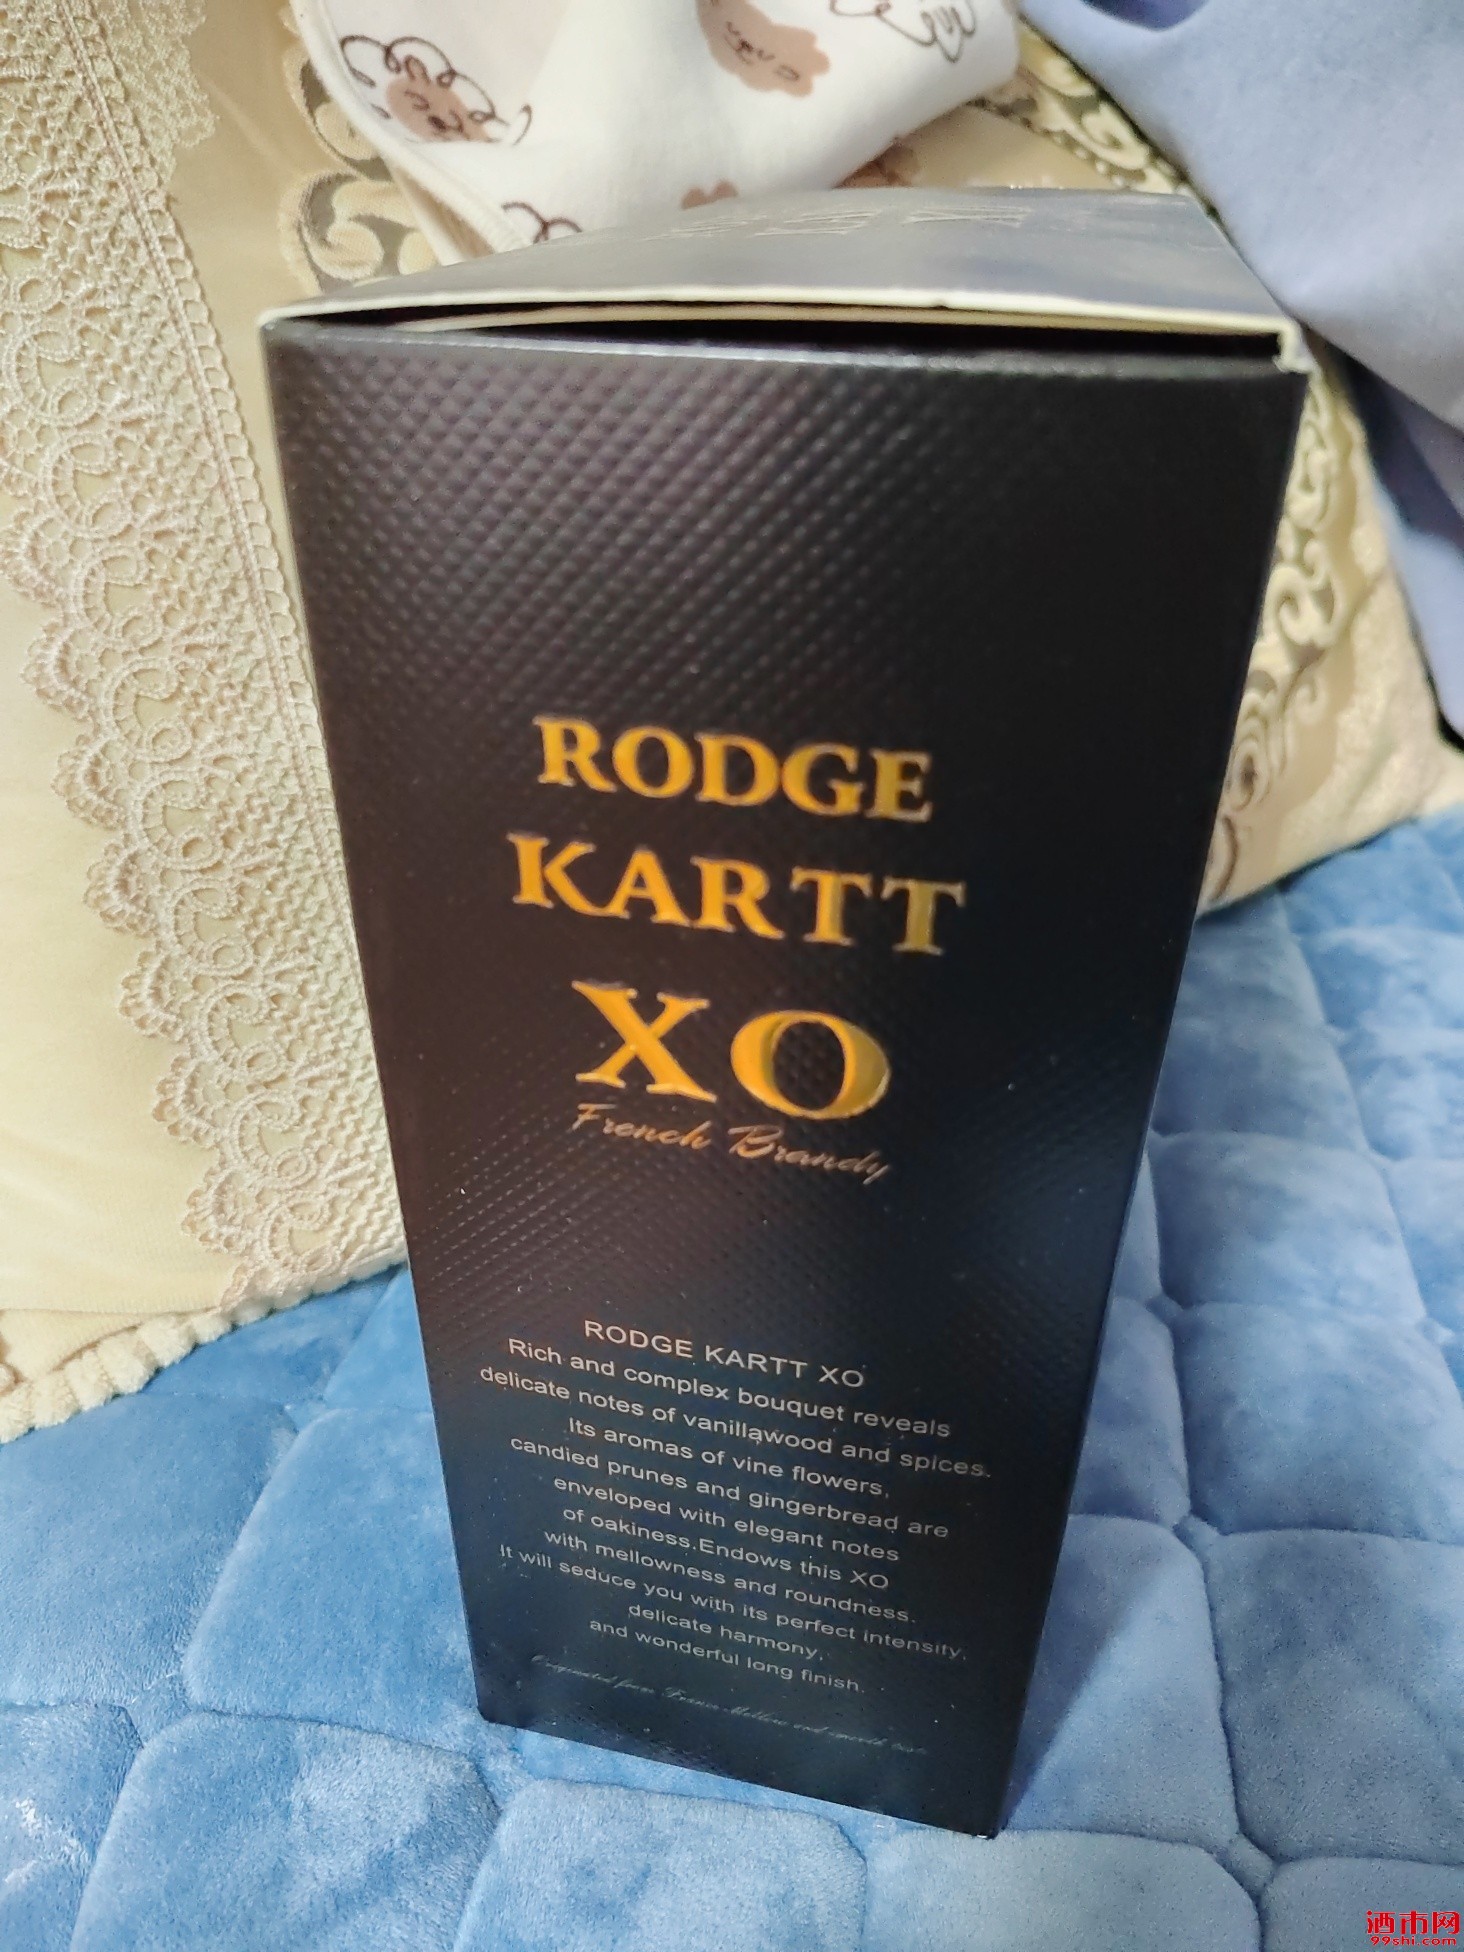 RODGE
KARTT
XO
French Brandy
RODGE KARTT XO
Rich and complex bouquet reveals
delicate notes of vanillawood and spices.
Its aromas of vine flowers,
candied prunes and gingerbread are
enveloped with elegant notes
of oakiness.Endows this XO
with mellowness and roundness.
It will seduce you with its perfect intensity,
delicate harmony,
and wonderful long finish.
Originated from France
酒市网
99shi.com